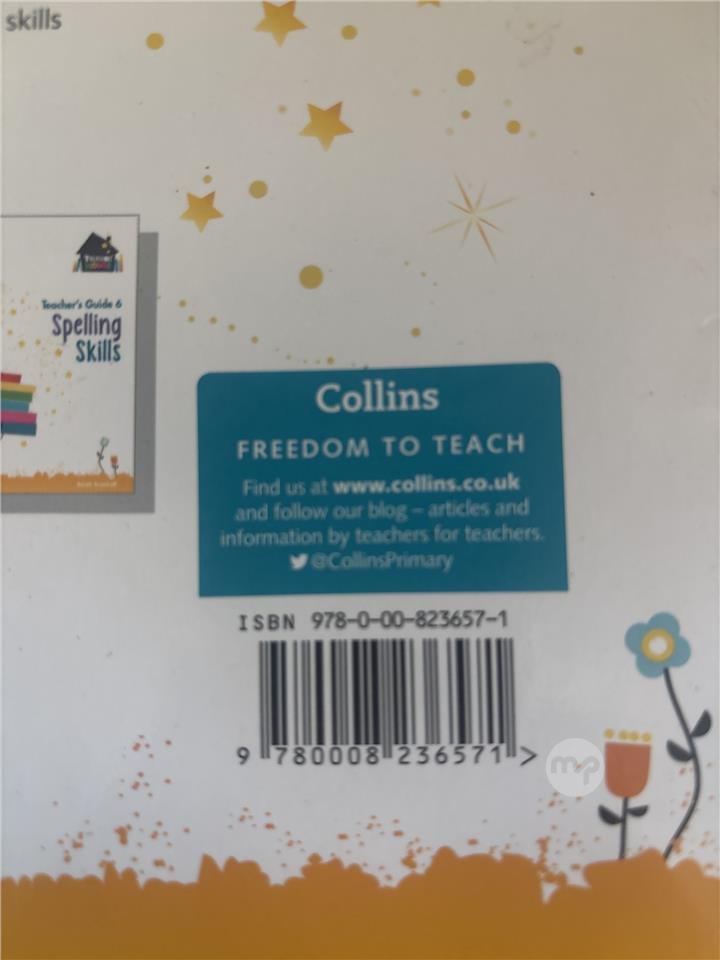 skills
Teacher's Guide 6
Spelling
Skills
Collins
FREEDOM TO TEACH
Find us at www.collins.co.uk
and follow our blog – articles and
information by teachers for teachers.
@CollinsPrimary
ISBN 978-0-00-823657-1
9 780008 236571 >
mp